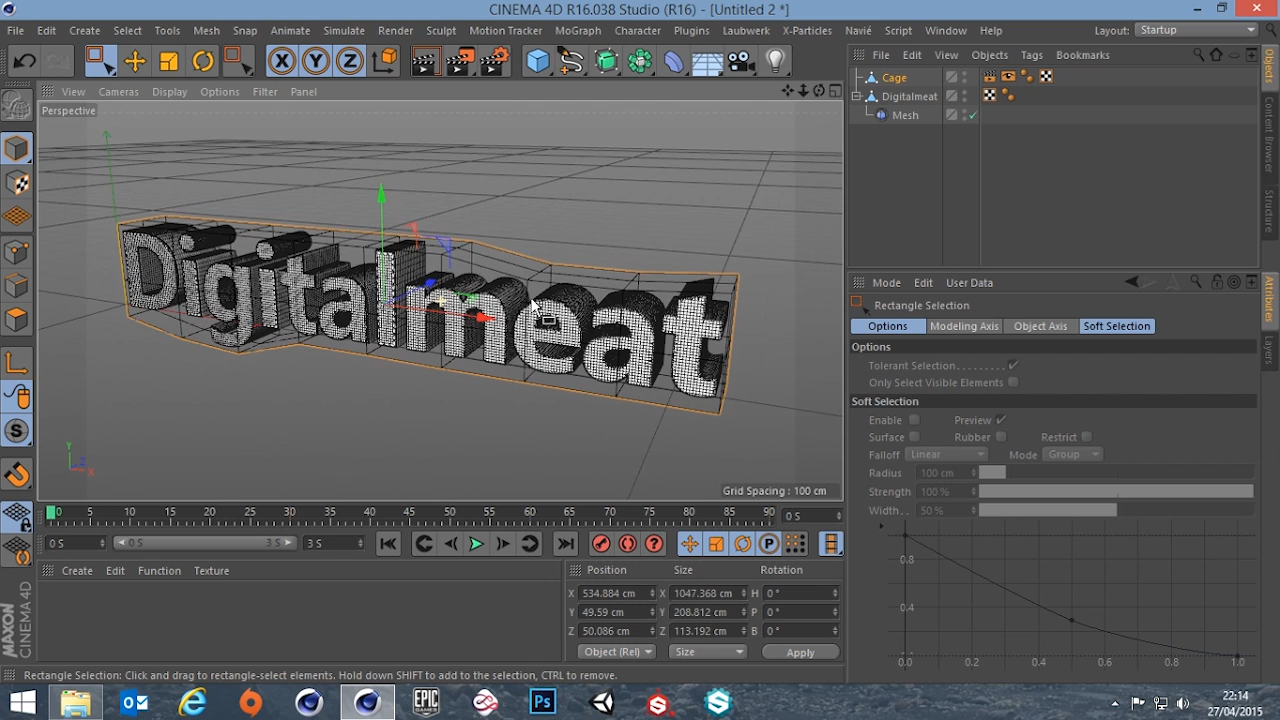 CINEMA 4D R16.038 Studio (R16) - [Untitled 2 *]
File Edit Create Select Tools Mesh Snap Animate Simulate Render Sculpt Motion Tracker MoGraph Character Plugins Laubwerk X-Particles Navié Script Window Help Layout: Startup
X Y Z
File Edit View Objects Tags Bookmarks
View Cameras Display Options Filter Panel
Perspective
Cage
Digitalmeat
Mesh
Objects
Content Browser
Structure
Digitalmeat
Mode Edit User Data
Rectangle Selection
Options Modeling Axis Object Axis Soft Selection
Options
Tolerant Selection
Only Select Visible Elements
Soft Selection
Enable Preview
Surface Rubber Restrict
Falloff Linear Mode Group
Radius 100 cm
Strength 100 %
Width 50 %
0.8
0.4
0.0 0.2 0.4 0.6 0.8 1.0
Attributes
Layers
Y
Z
X
Grid Spacing : 100 cm
0 5 10 15 20 25 30 35 40 45 50 55 60 65 70 75 80 85 90 0 S
0 S 0 S 3 S 3 S
Create Edit Function Texture
Position Size Rotation
X 534.884 cm X 1047.368 cm H 0 °
Y 49.59 cm Y 208.812 cm P 0 °
Z 50.086 cm Z 113.192 cm B 0 °
Object (Rel) Size Apply
MAXON
CINEMA 4D
Rectangle Selection: Click and drag to rectangle-select elements. Hold down SHIFT to add to the selection, CTRL to remove.
EPIC
GAMES
Ps
22:14
27/04/2015